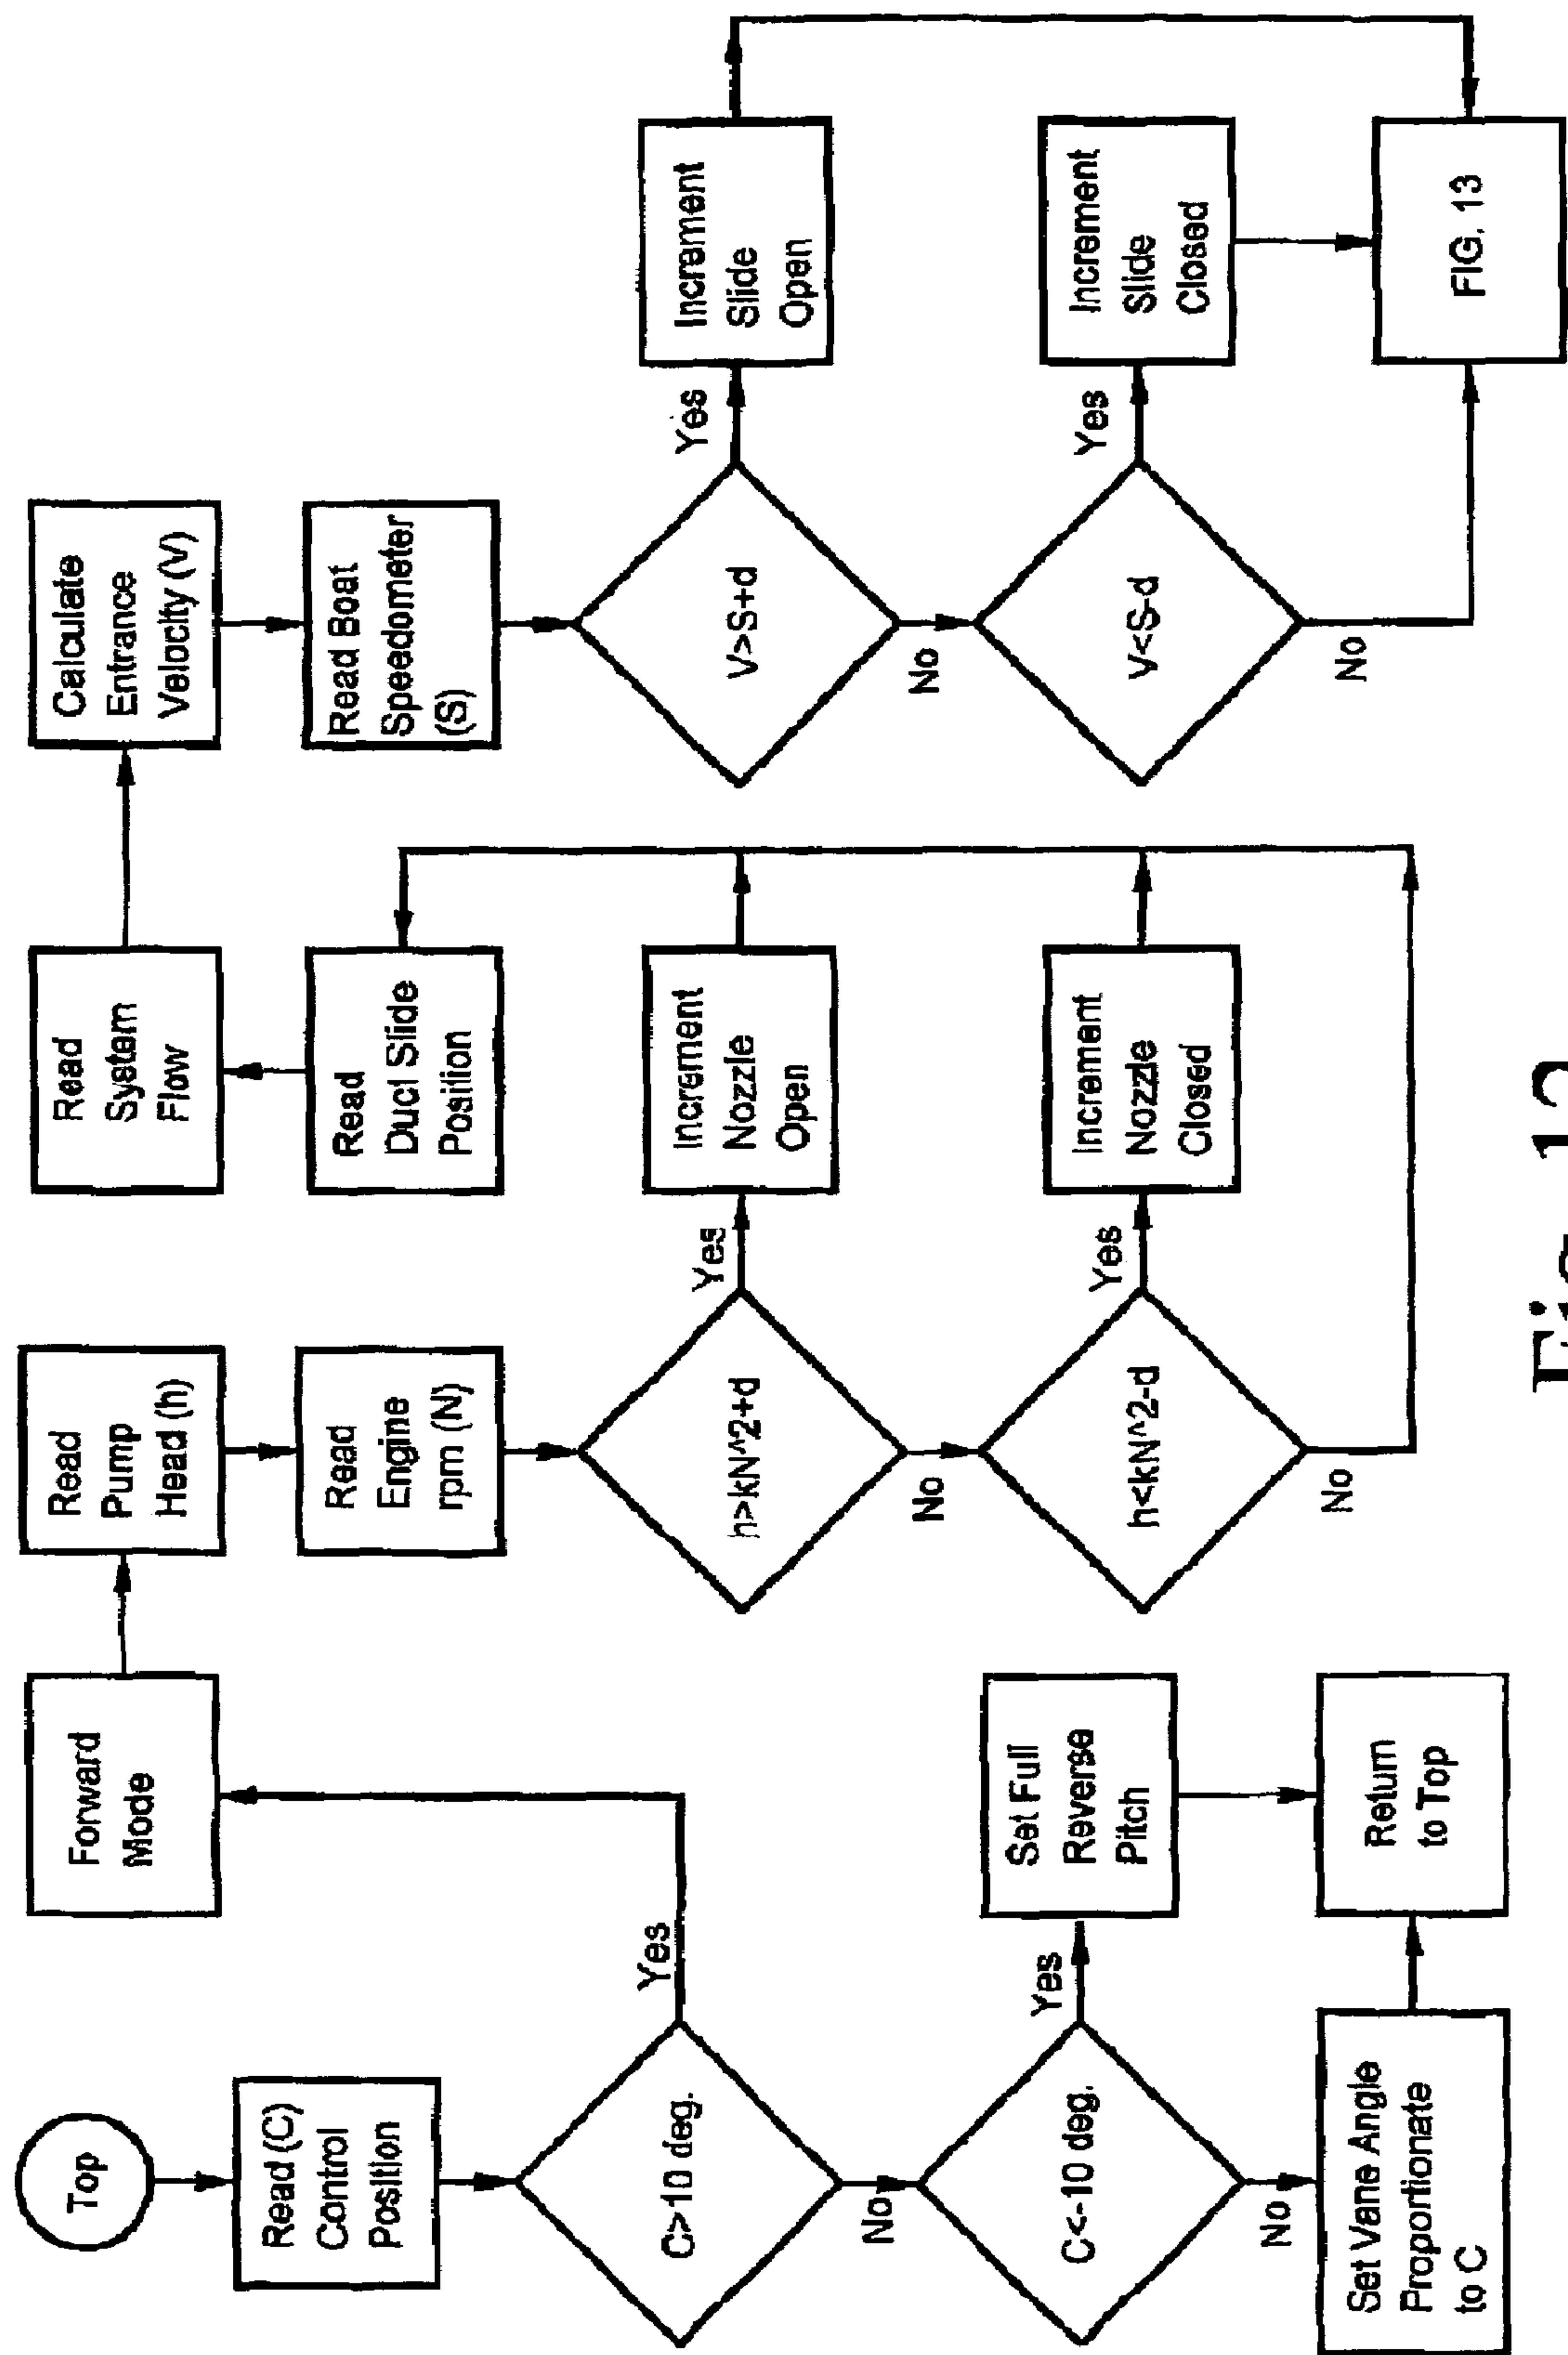 Top
Read (C)
Control
Position
C>10 deg.
Yes
No
C<-10 deg.
Yes
No
Set Vane Angle
Proportionate
to C
Set Full
Reverse
Pitch
Return
to Top
Forward
Mode
Read
Pump
Head (h)
Read
Engine
rpm (N)
h>kN^2+d
Yes
No
h<kN^2-d
Yes
No
Increment
Nozzle
Open
Increment
Nozzle
Closed
Read
Duct Slide
Position
Read
System
Flow
Calculate
Entrance
Velocity (V)
Read Boat
Speedometer
(S)
V>S+d
Yes
No
V<S-d
Yes
No
Increment
Slide
Open
Increment
Slide
Closed
FIG. 13